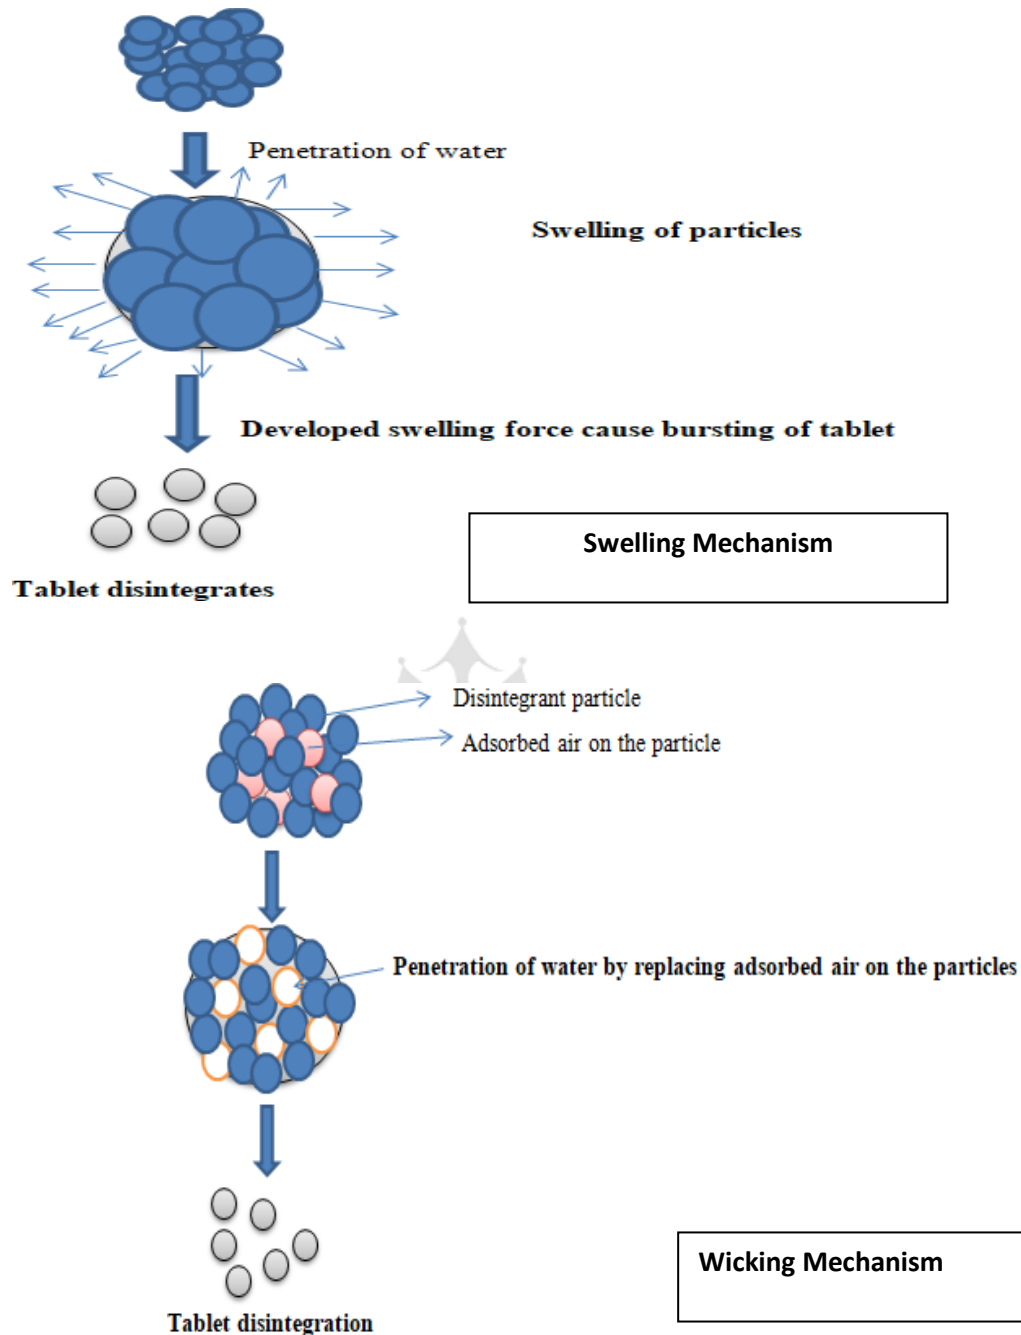 Penetration of water
Swelling of particles
Developed swelling force cause bursting of tablet
Swelling Mechanism
Tablet disintegrates
Disintegrant particle
Adsorbed air on the particle
Penetration of water by replacing adsorbed air on the particles
Wicking Mechanism
Tablet disintegration